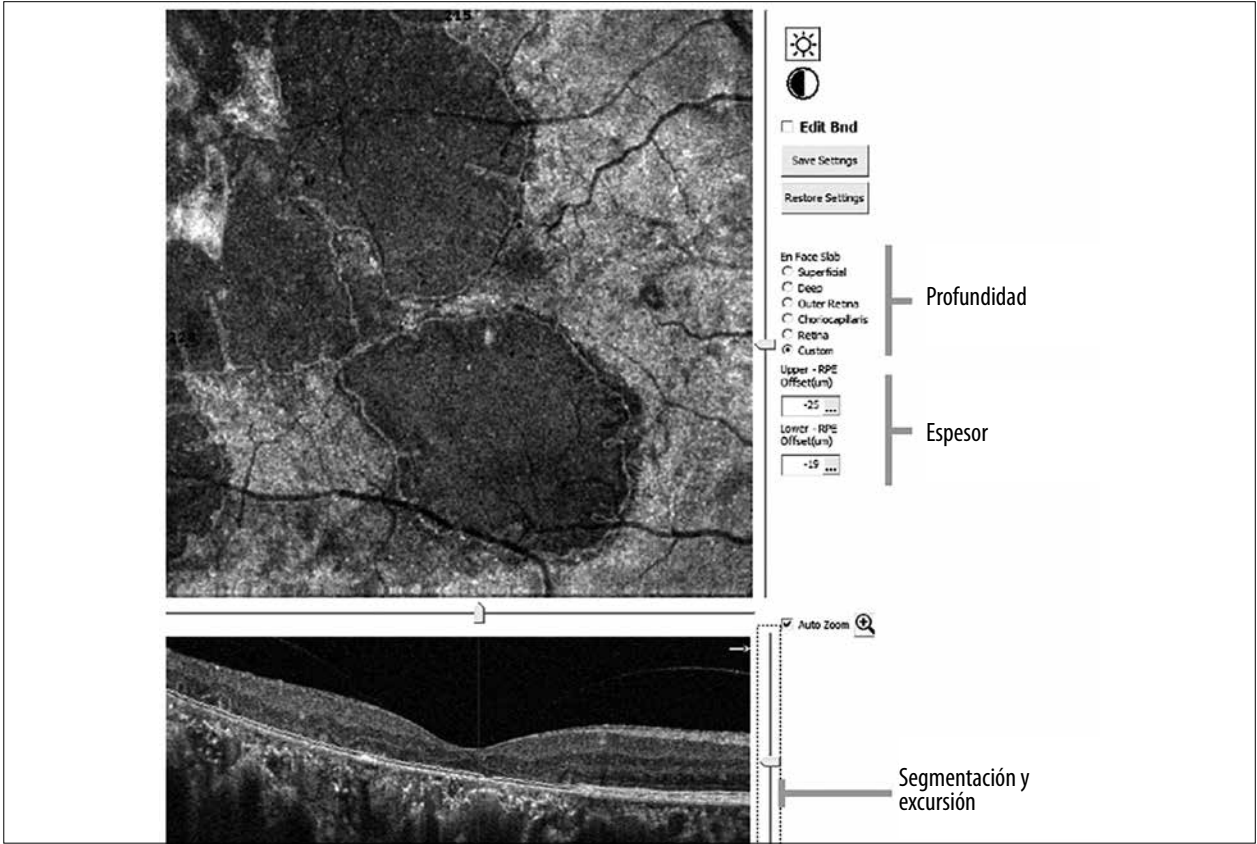 215
228
Edit Bnd
Save Settings
Restore Settings
En Face Slab
Superficial
Deep
Outer Retina
Choriocapillaris
Retina
Custom
Upper - RPE
Offset(um)
-25 ...
Lower - RPE
Offset(um)
-19 ...
Profundidad
Espesor
Auto Zoom
Segmentación y
excursión